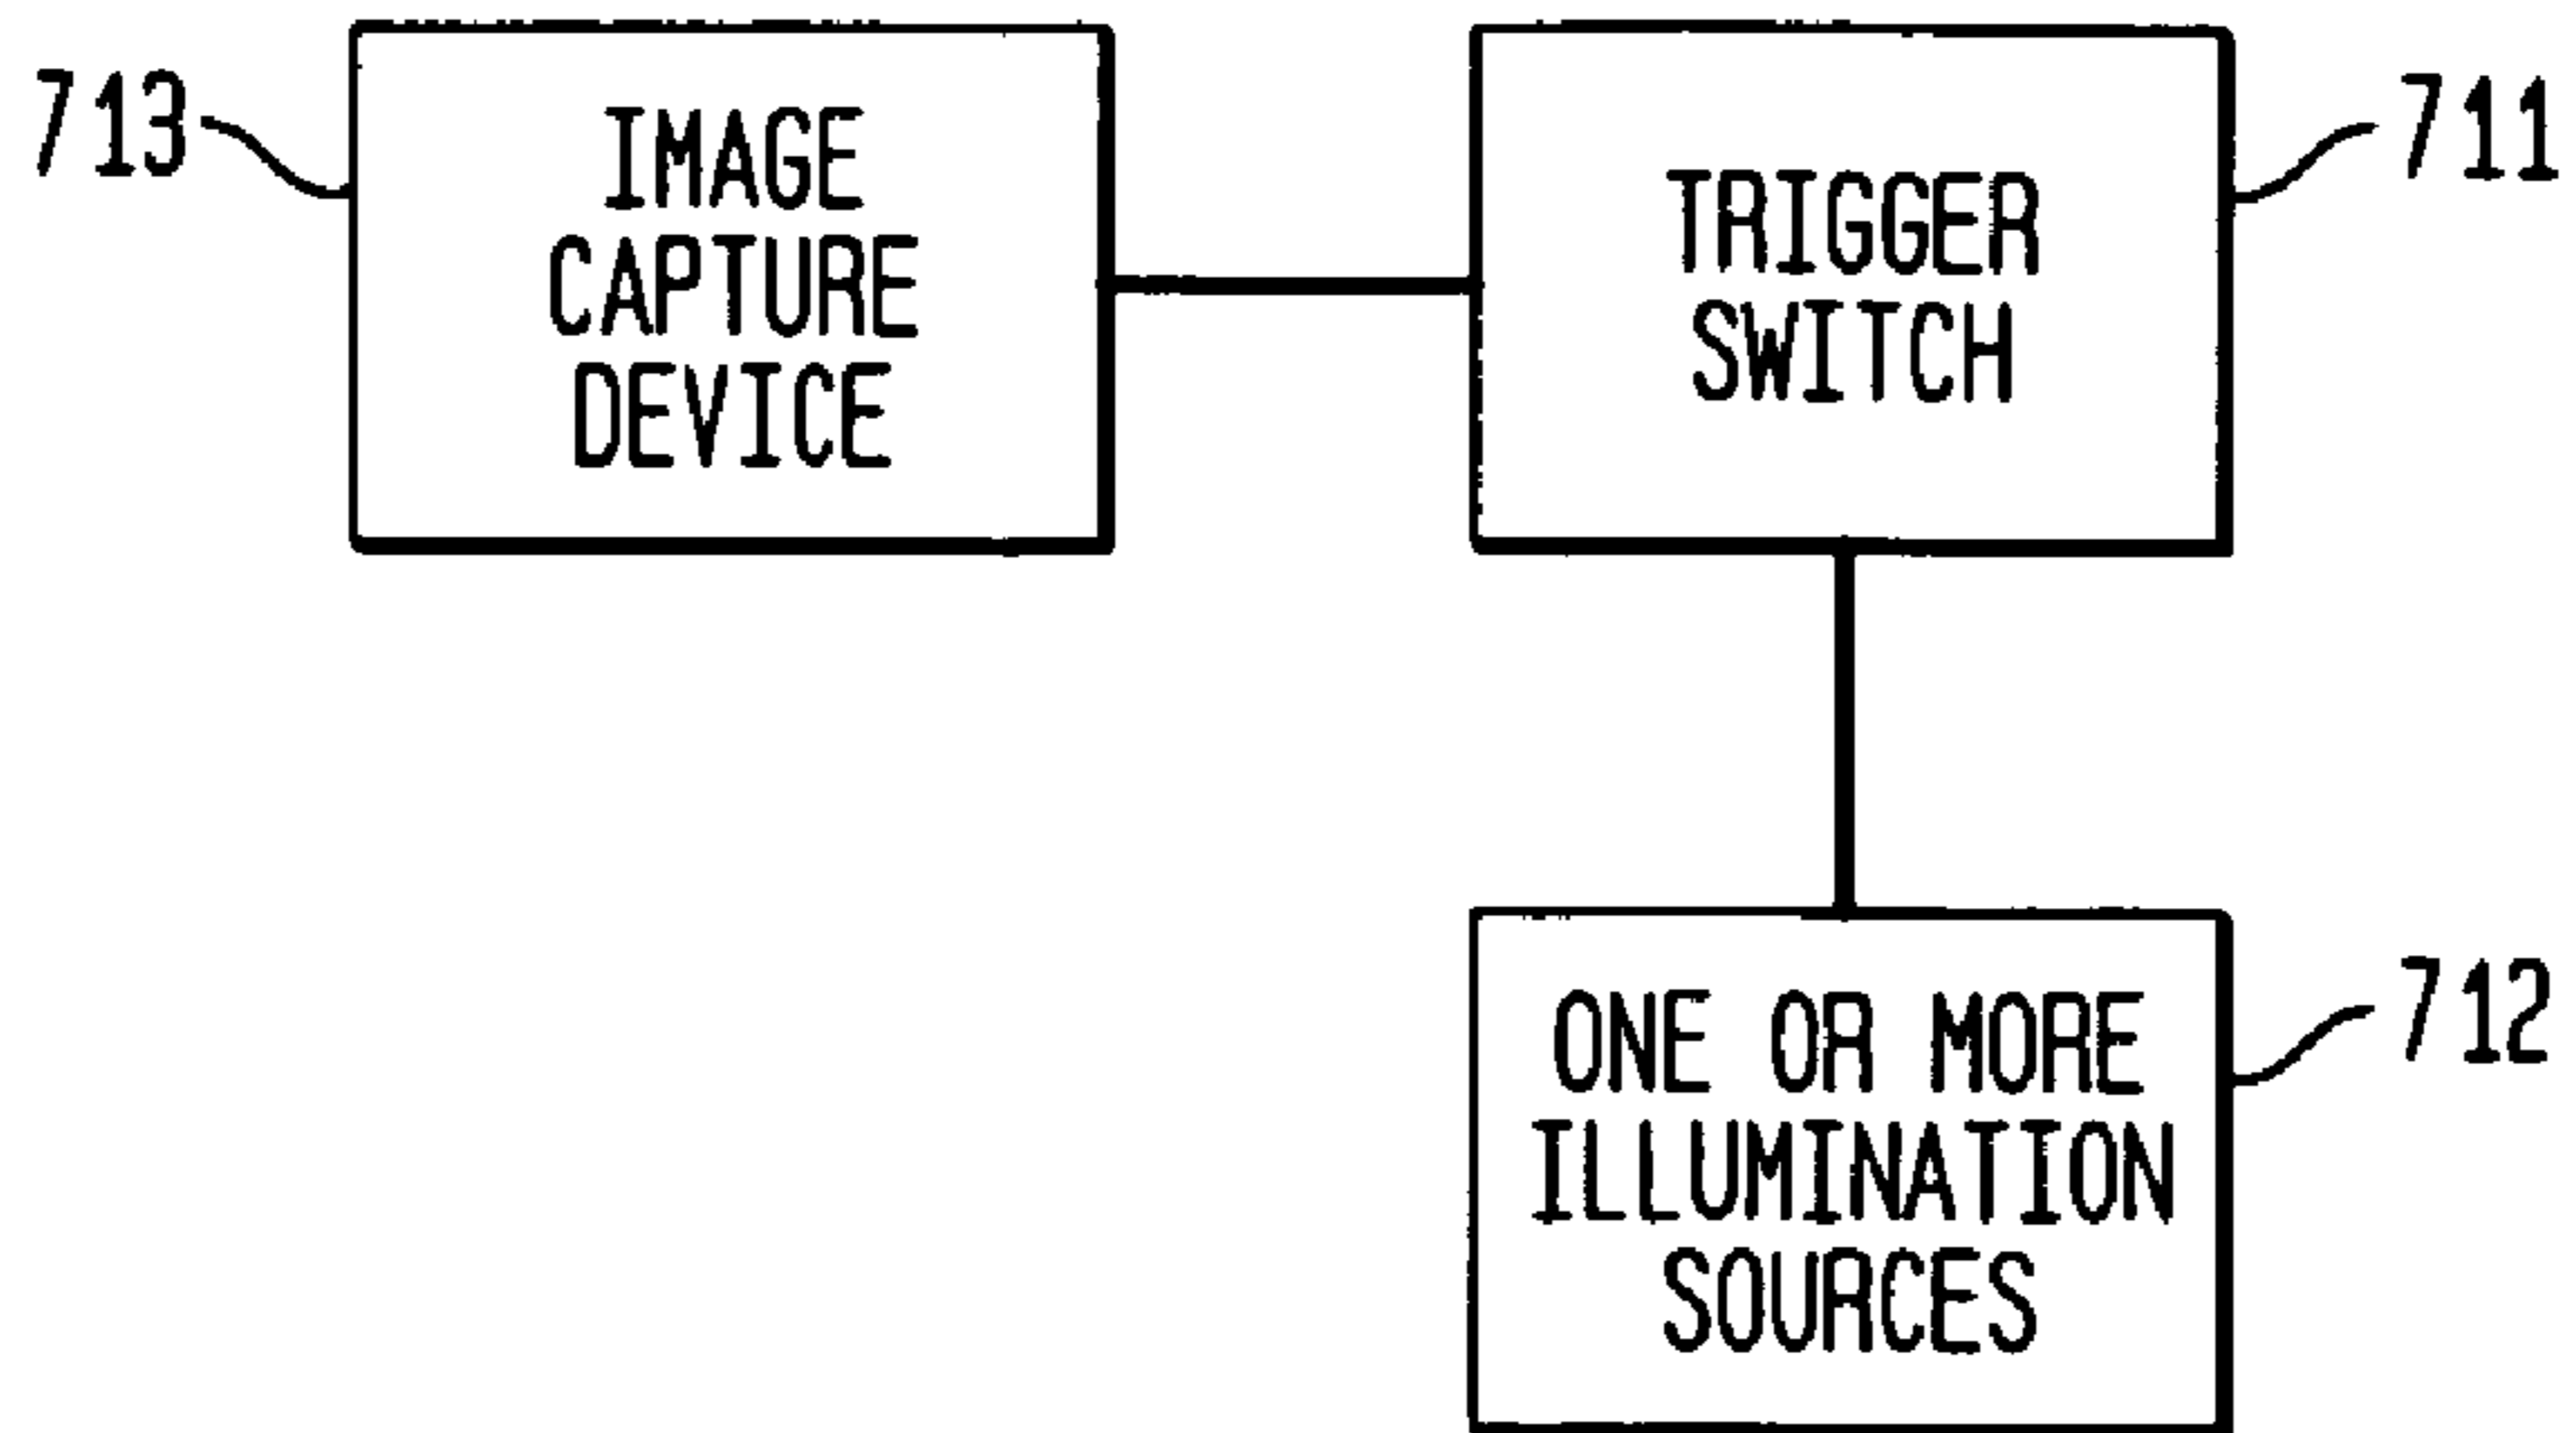 713
IMAGE
CAPTURE
DEVICE
TRIGGER
SWITCH
711
ONE OR MORE
ILLUMINATION
SOURCES
712